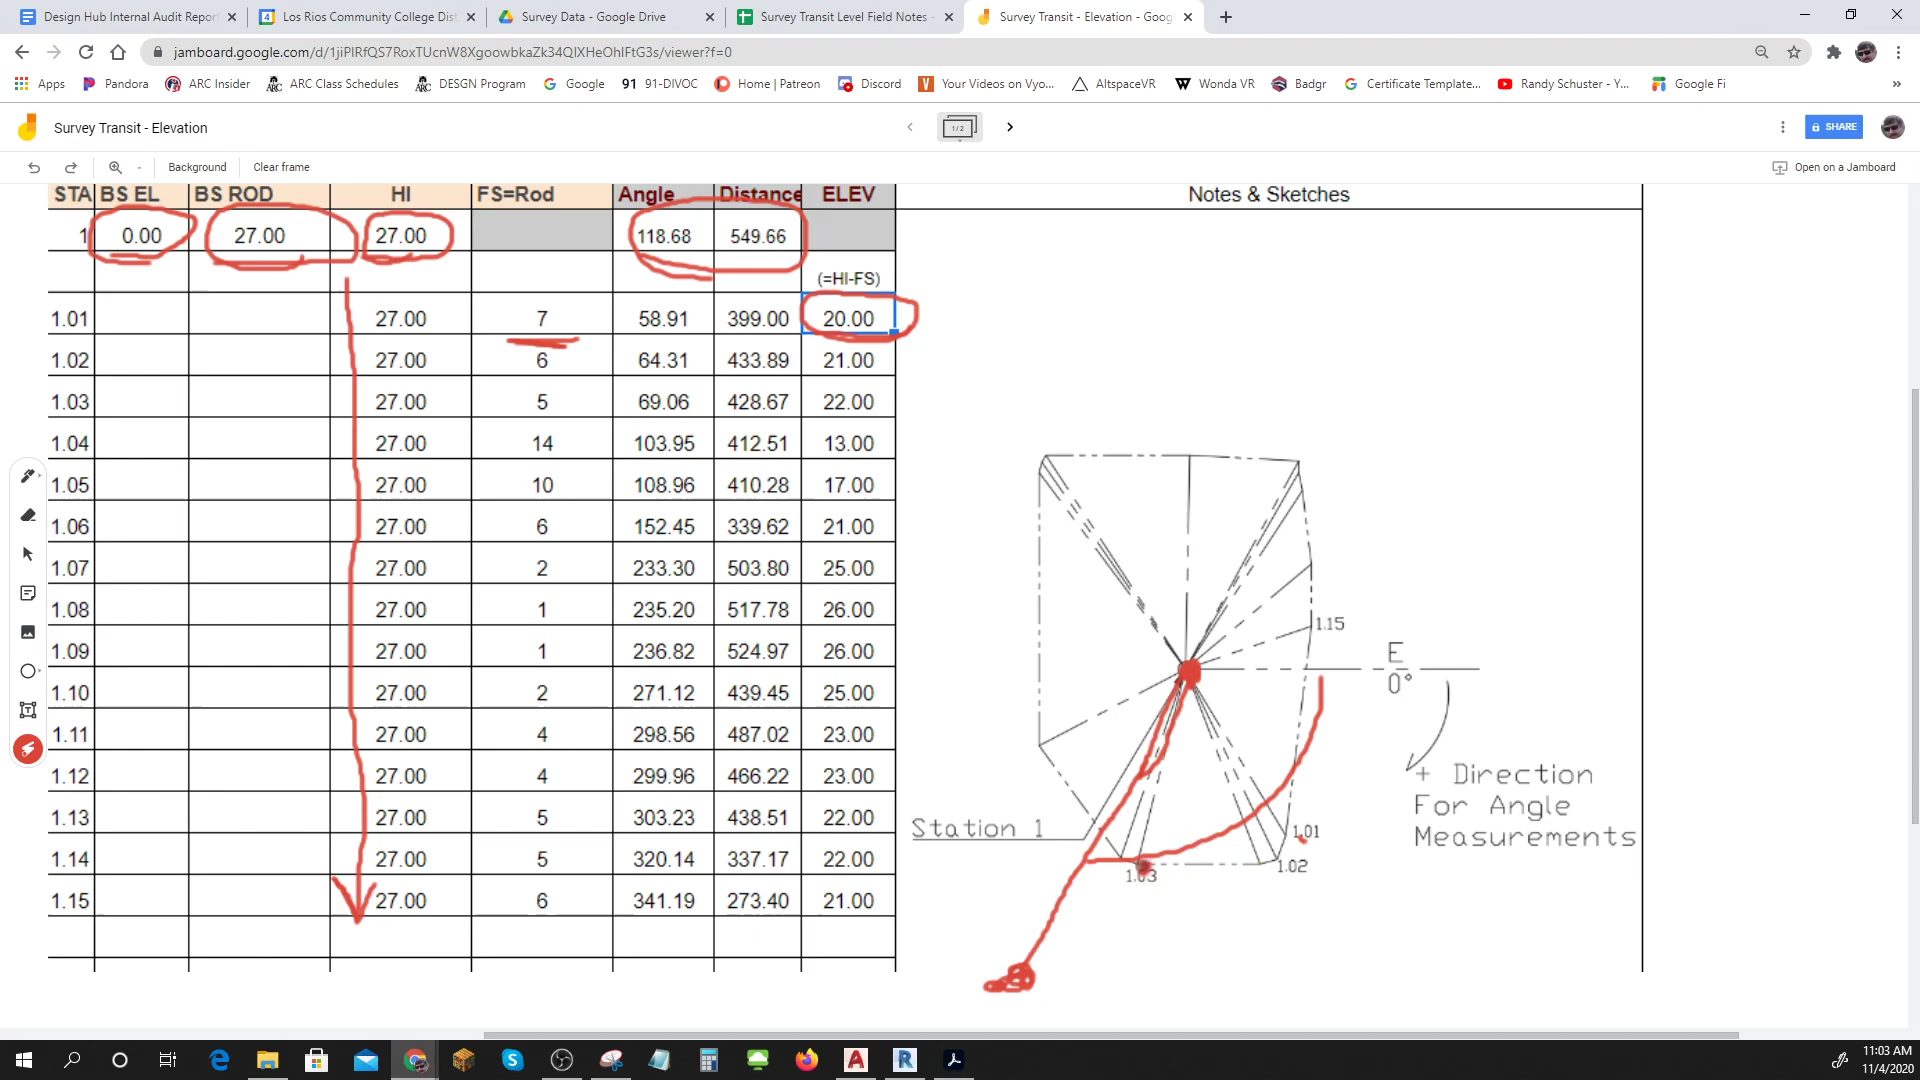 Design Hub Internal Audit Repor
Los Rios Community College Dis
Survey Data - Google Drive
Survey Transit Level Field Notes -
Survey Transit - Elevation - Goog
jamboard.google.com/d/1jiPlRfQS7RoxTUcnW8XgoowbkaZk34QIXHeOhIFtG3s/viewer?f=0
Apps Pandora ARC Insider ARC Class Schedules DESGN Program Google 91 91-DIVOC Home | Patreon Discord Your Videos on Vyo... AltspaceVR Wonda VR Badgr Certificate Template... Randy Schuster - Y... Google Fi »
Survey Transit - Elevation
1/2
SHARE
Background Clear frame
Open on a Jamboard
STA BS EL BS ROD HI FS=Rod Angle Distance ELEV Notes & Sketches
1 0.00 27.00 27.00 118.68 549.66
(=HI-FS)
1.01 27.00 7 58.91 399.00 20.00
1.02 27.00 6 64.31 433.89 21.00
1.03 27.00 5 69.06 428.67 22.00
1.04 27.00 14 103.95 412.51 13.00
1.05 27.00 10 108.96 410.28 17.00
1.06 27.00 6 152.45 339.62 21.00
1.07 27.00 2 233.30 503.80 25.00
1.08 27.00 1 235.20 517.78 26.00
1.09 27.00 1 236.82 524.97 26.00
1.10 27.00 2 271.12 439.45 25.00
1.11 27.00 4 298.56 487.02 23.00
1.12 27.00 4 299.96 466.22 23.00
1.13 27.00 5 303.23 438.51 22.00
1.14 27.00 5 320.14 337.17 22.00
1.15 27.00 6 341.19 273.40 21.00
1.15
E
0°
+ Direction
For Angle
Measurements
Station 1
1.01
1.02
1.03
11:03 AM
11/4/2020